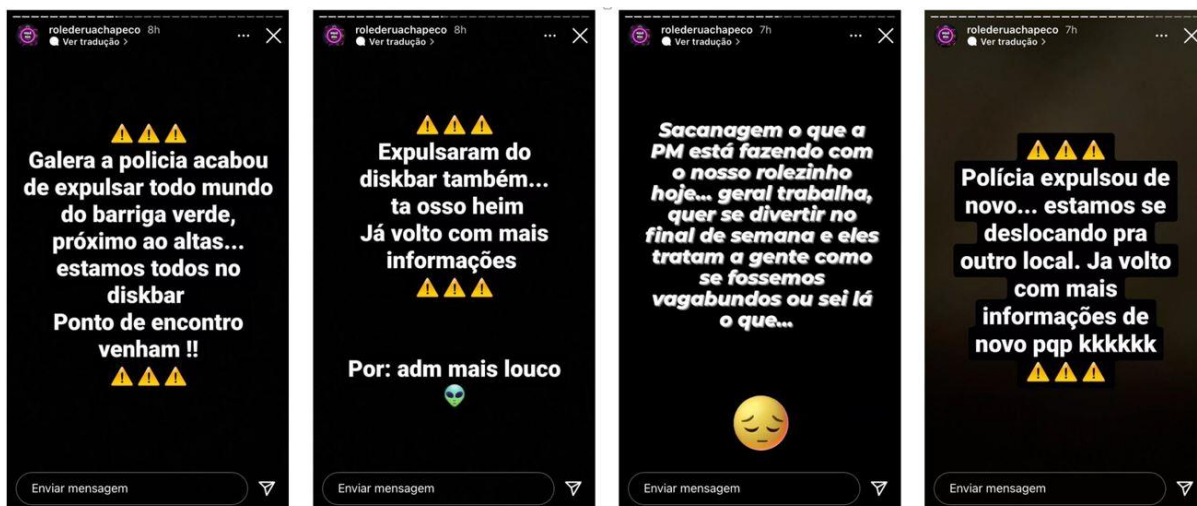 rolederuachapeco 8h
Ver tradução >
⚠️⚠️⚠️
Galera a policia acabou
de expulsar todo mundo
do barriga verde,
próximo ao altas...
estamos todos no
diskbar
Ponto de encontro
venham !!
⚠️⚠️⚠️
Enviar mensagem
rolederuachapeco 8h
Ver tradução >
⚠️⚠️⚠️
Expulsaram do
diskbar também...
ta osso heim
Já volto com mais
informações
⚠️⚠️⚠️
Por: adm mais louco
👽
Enviar mensagem
rolederuachapeco 7h
Ver tradução >
Sacanagem o que a
PM está fazendo com
o nosso rolezinho
hoje... geral trabalha,
quer se divertir no
final de semana e eles
tratam a gente como
se fossemos
vagabundos ou sei lá
o que...
😔
Enviar mensagem
rolederuachapeco 7h
Ver tradução >
⚠️⚠️⚠️
Polícia expulsou de
novo... estamos se
deslocando pra
outro local. Ja volto
com mais
informações de
novo pqp kkkkkk
⚠️⚠️⚠️
Enviar mensagem